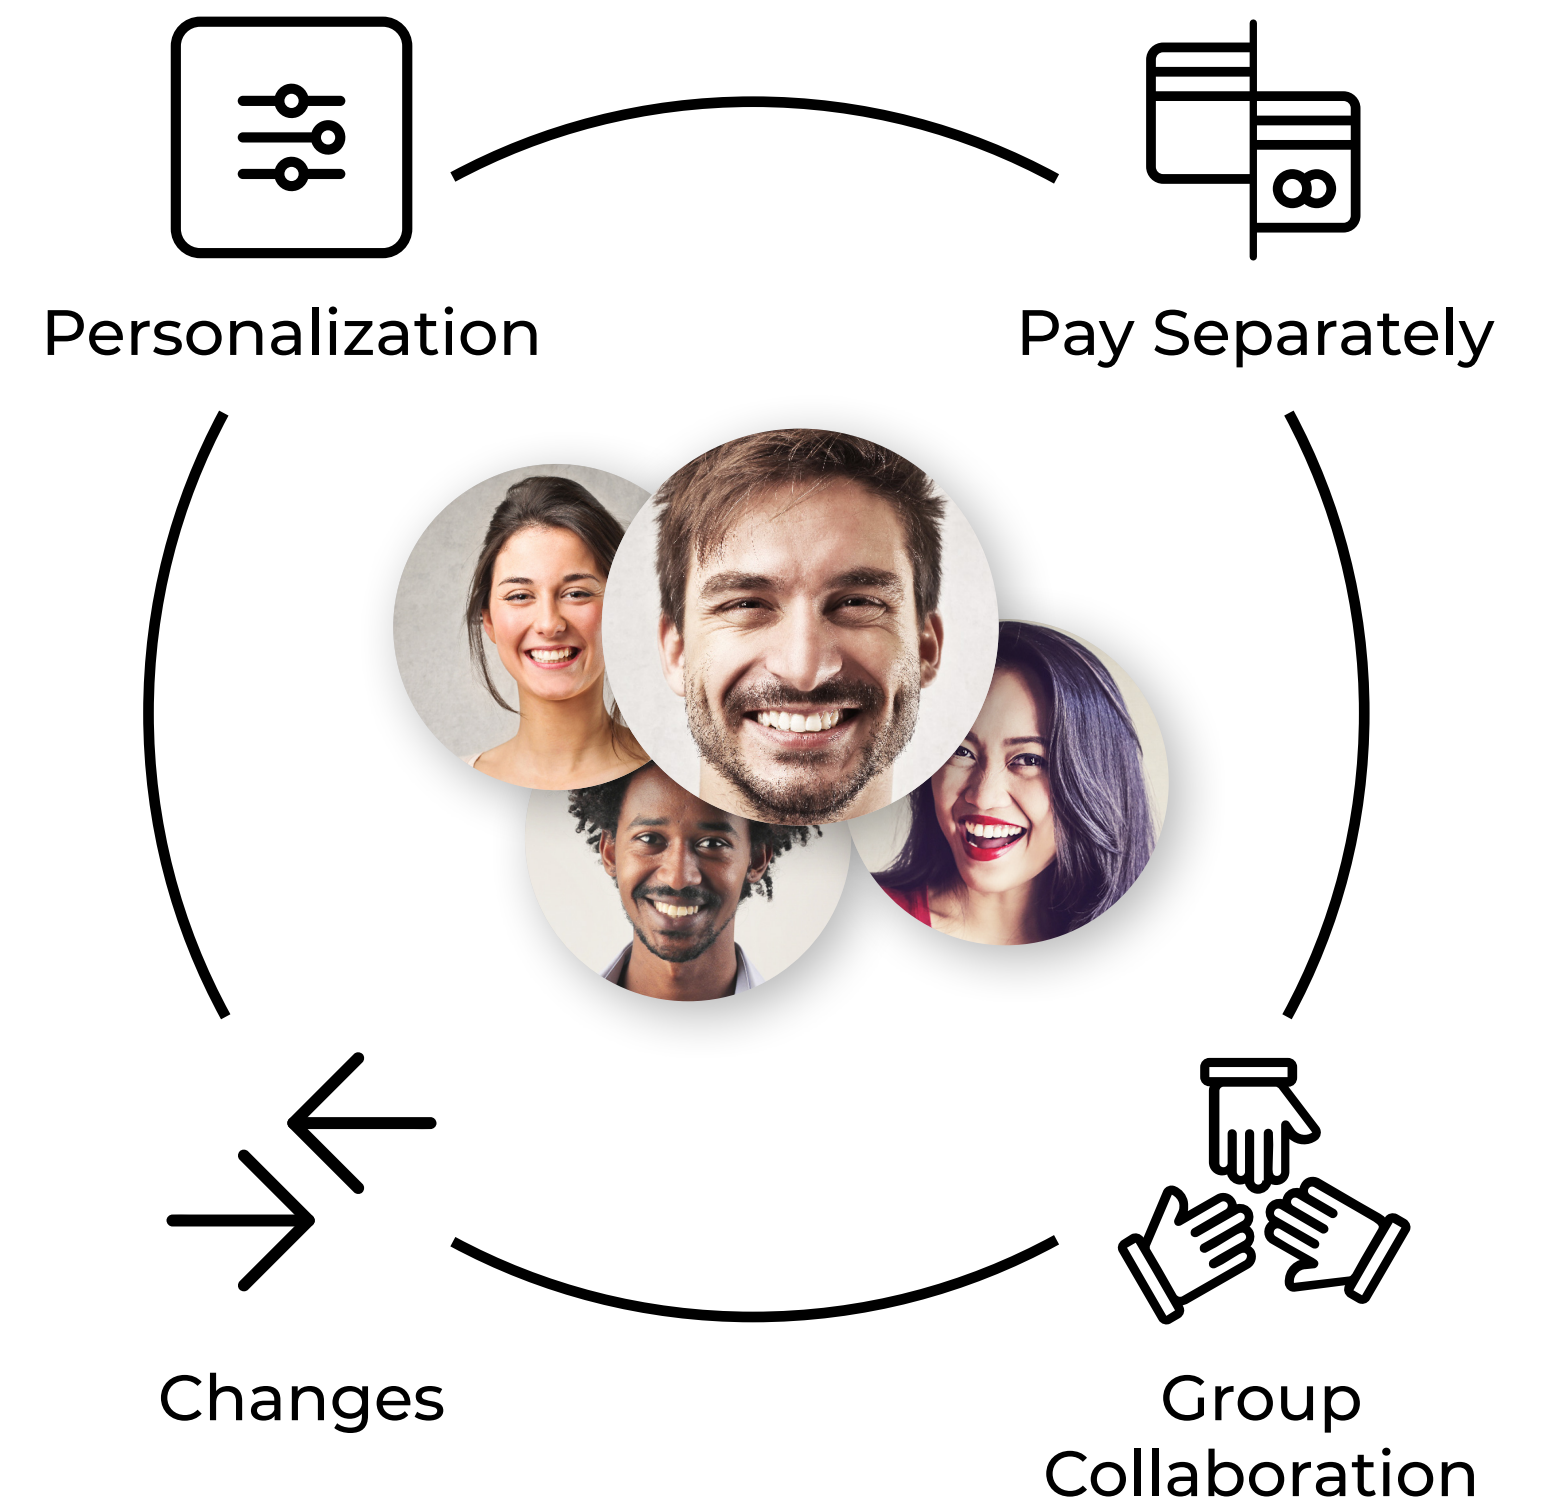 Personalization
Pay Separately
Changes
Group
Collaboration